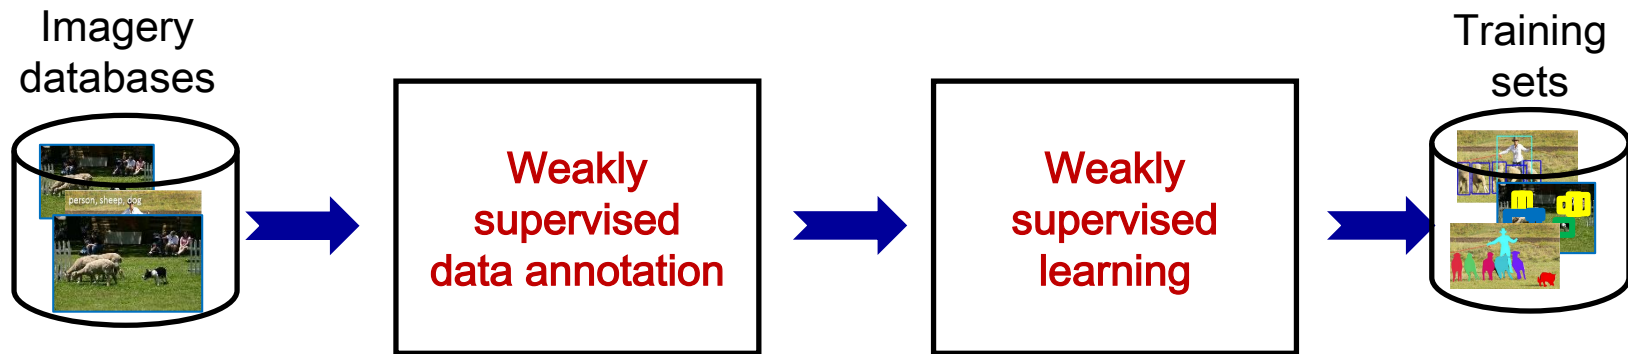 Imagery
databases
person, sheep, dog
Weakly
supervised
data annotation
Weakly
supervised
learning
Training
sets